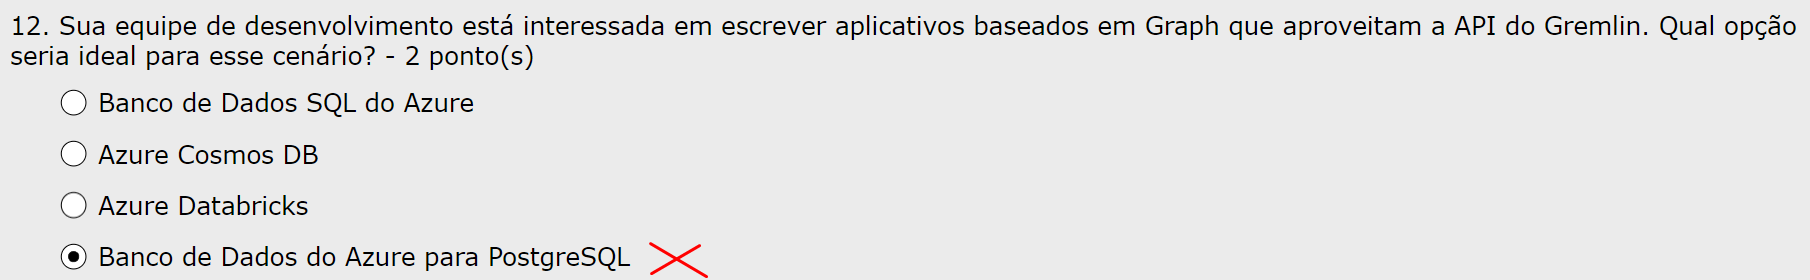 12. Sua equipe de desenvolvimento está interessada em escrever aplicativos baseados em Graph que aproveitam a API do Gremlin. Qual opção
seria ideal para esse cenário? - 2 ponto(s)
Banco de Dados SQL do Azure
Azure Cosmos DB
Azure Databricks
Banco de Dados do Azure para PostgreSQL